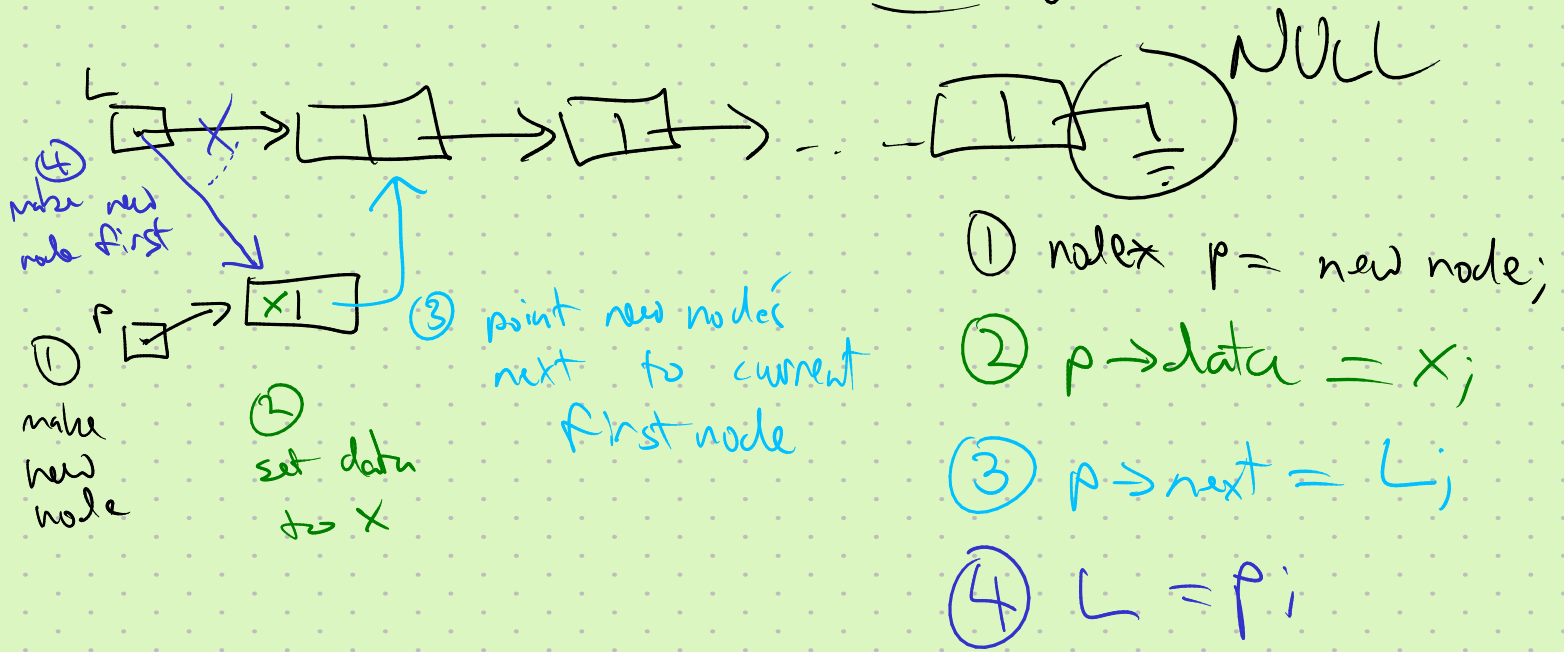 NULL
L
④
make new
node first
P
X
①
make
new
node
②
set data
to X
③ point new node's
next to current
first node
① node* p = new node;
② p→data = x;
③ p→next = L;
④ L = p;